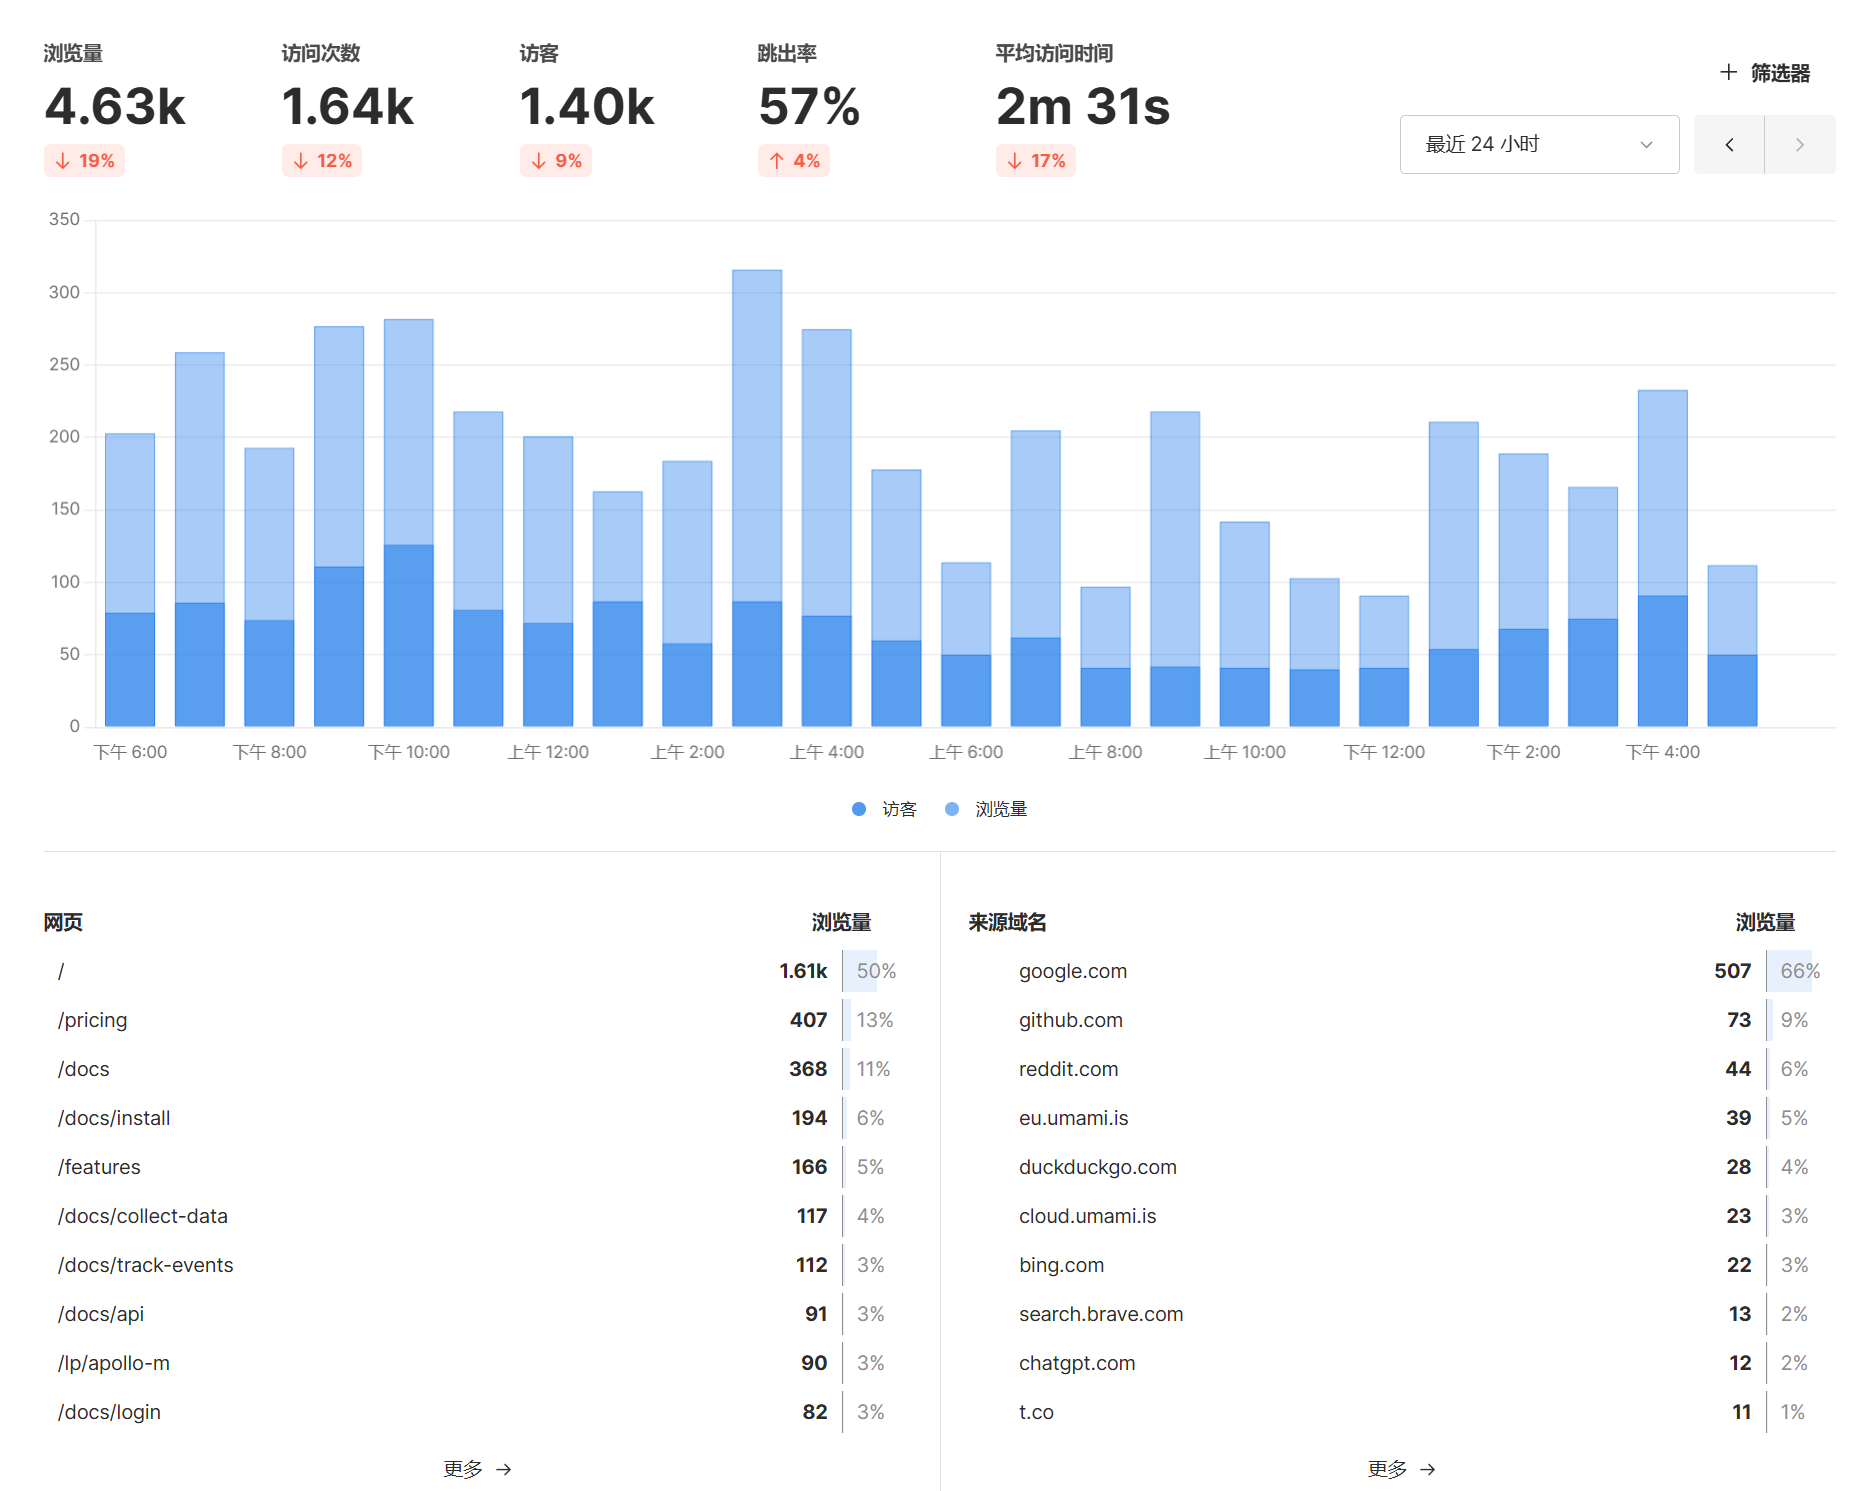 浏览量 访问次数 访客 跳出率 平均访问时间
4.63k 1.64k 1.40k 57% 2m 31s
↓ 19% ↓ 12% ↓ 9% ↑ 4% ↓ 17%
+ 筛选器
最近 24 小时
350
300
250
200
150
100
50
0
下午 6:00 下午 8:00 下午 10:00 上午 12:00 上午 2:00 上午 4:00 上午 6:00 上午 8:00 上午 10:00 下午 12:00 下午 2:00 下午 4:00
访客 浏览量
网页 浏览量
/ 1.61k 50%
/pricing 407 13%
/docs 368 11%
/docs/install 194 6%
/features 166 5%
/docs/collect-data 117 4%
/docs/track-events 112 3%
/docs/api 91 3%
/lp/apollo-m 90 3%
/docs/login 82 3%
更多 →
来源域名 浏览量
google.com 507 66%
github.com 73 9%
reddit.com 44 6%
eu.umami.is 39 5%
duckduckgo.com 28 4%
cloud.umami.is 23 3%
bing.com 22 3%
search.brave.com 13 2%
chatgpt.com 12 2%
t.co 11 1%
更多 →